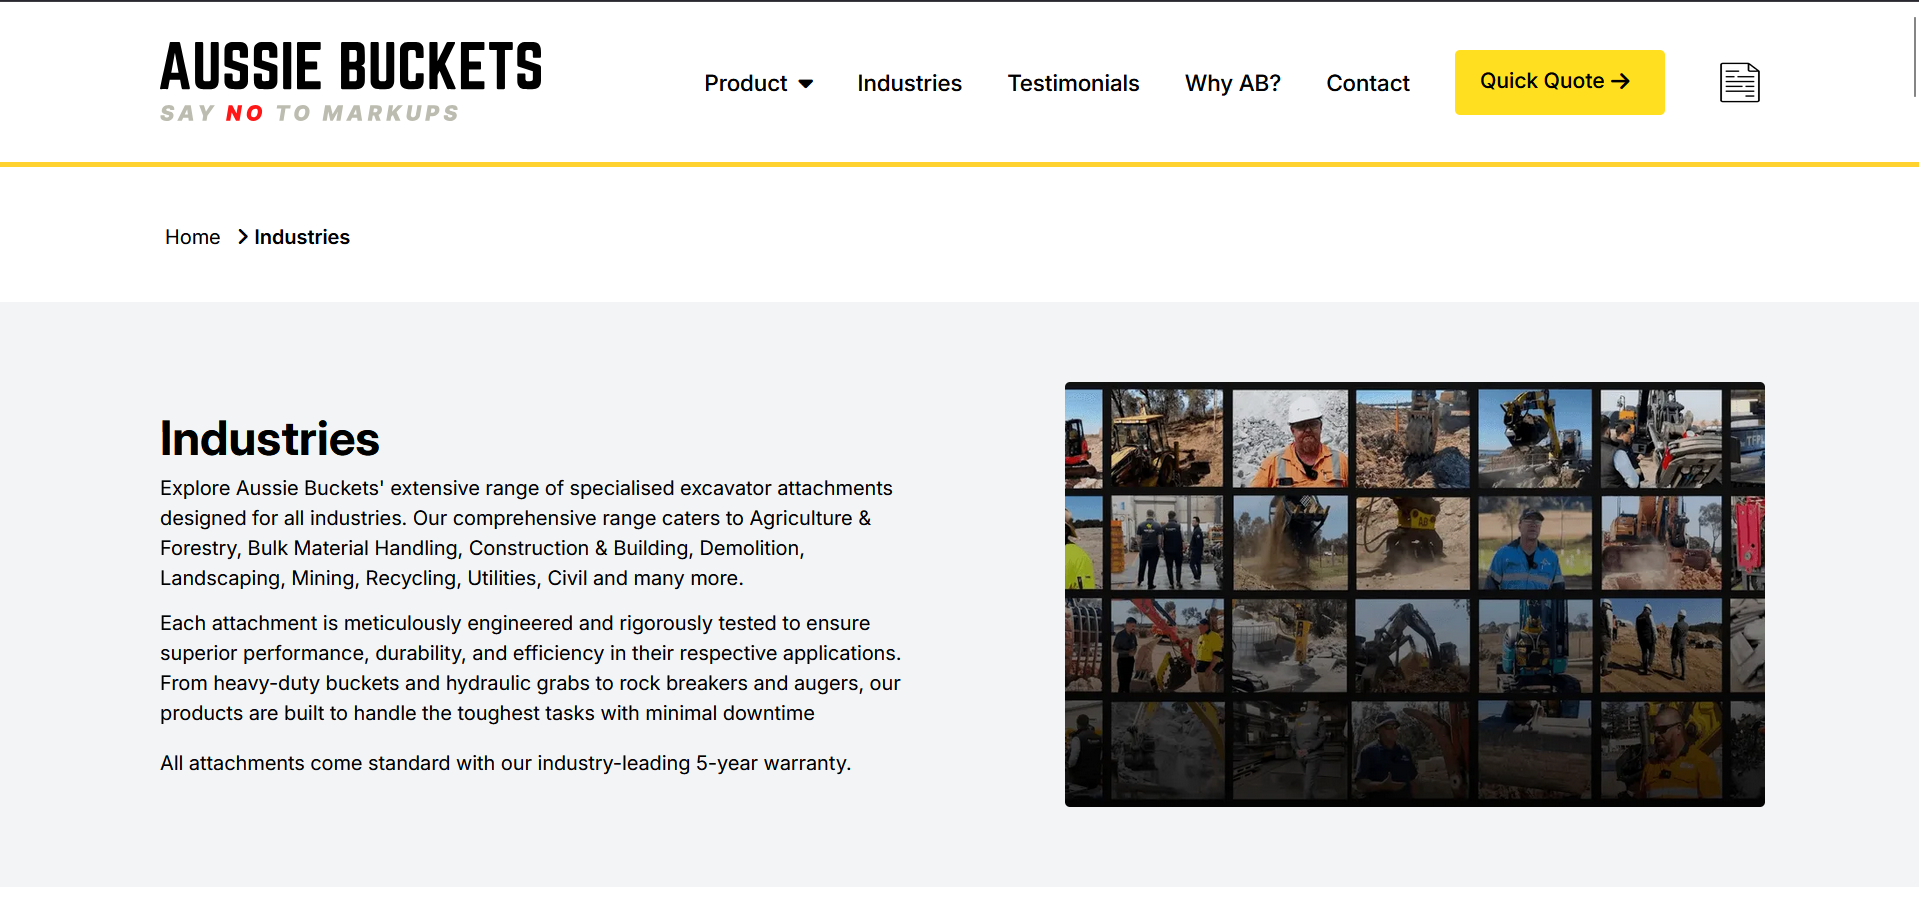 AUSSIE BUCKETS
SAY NO TO MARKUPS
Product
Industries
Testimonials
Why AB?
Contact
Quick Quote →
Home > Industries
Industries
Explore Aussie Buckets' extensive range of specialised excavator attachments
designed for all industries. Our comprehensive range caters to Agriculture &
Forestry, Bulk Material Handling, Construction & Building, Demolition,
Landscaping, Mining, Recycling, Utilities, Civil and many more.
Each attachment is meticulously engineered and rigorously tested to ensure
superior performance, durability, and efficiency in their respective applications.
From heavy-duty buckets and hydraulic grabs to rock breakers and augers, our
products are built to handle the toughest tasks with minimal downtime
All attachments come standard with our industry-leading 5-year warranty.